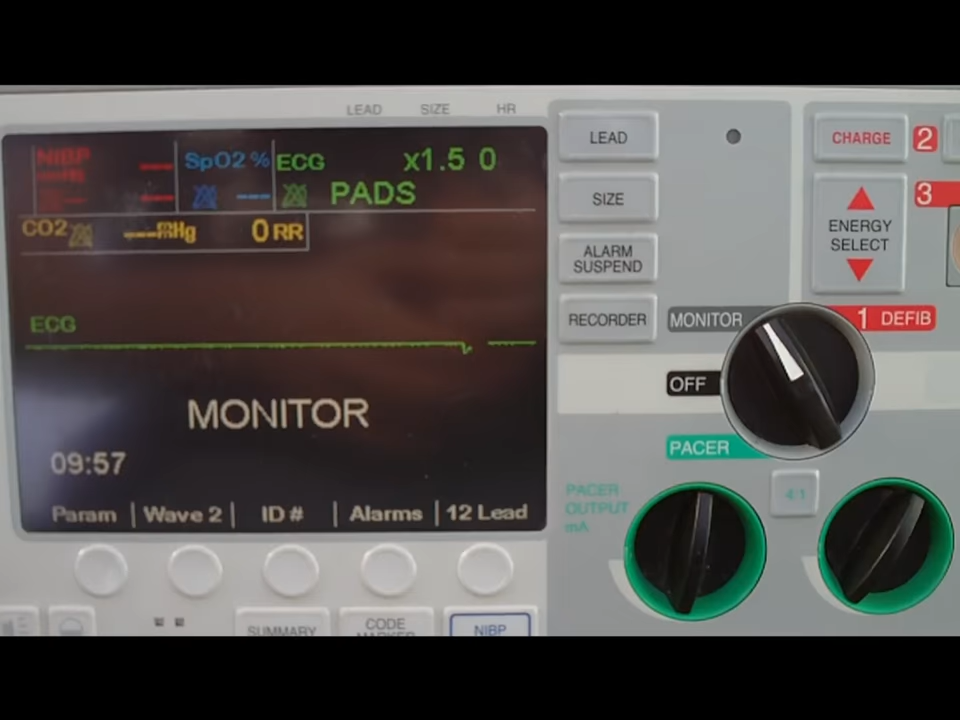 LEAD SIZE HR
NIBP
SpO2 %
ECG x1.5 0
PADS
CO2 ---mmHg 0 RR
ECG
MONITOR
09:57
Param | Wave 2 | ID # | Alarms | 12 Lead
LEAD
SIZE
ALARM
SUSPEND
RECORDER
CHARGE 2
3
ENERGY
SELECT
MONITOR
1 DEFIB
OFF
PACER
PACER
OUTPUT
mA
4:1
SUMMARY
CODE
MARKER
NIBP